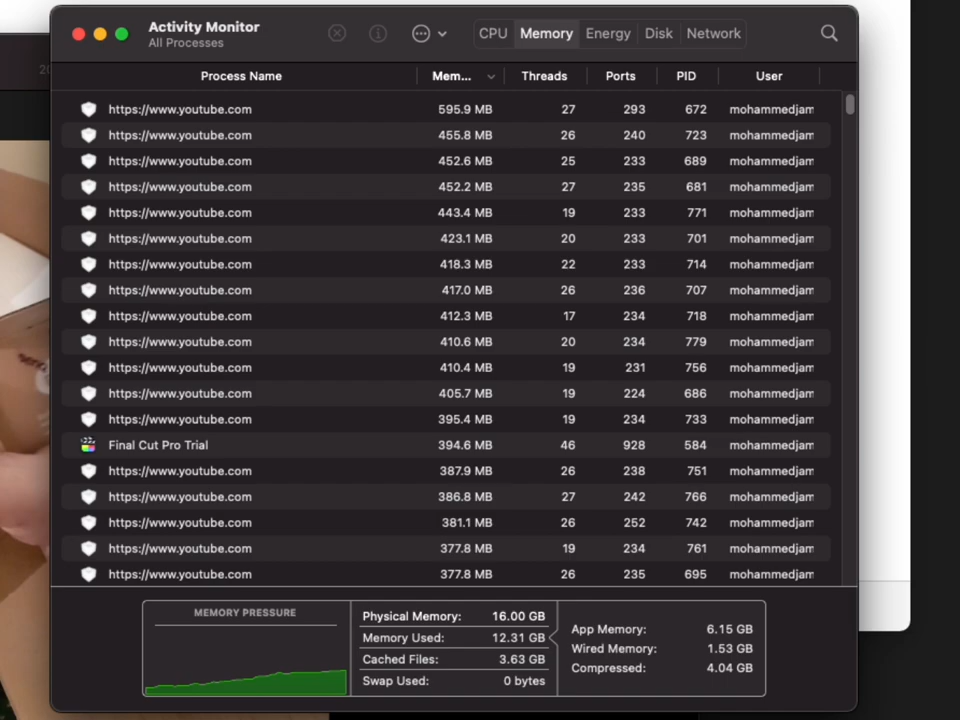 Activity Monitor
All Processes
CPU Memory Energy Disk Network
Process Name Mem... Threads Ports PID User
https://www.youtube.com 595.9 MB 27 293 672 mohammedjam
https://www.youtube.com 455.8 MB 26 240 723 mohammedjam
https://www.youtube.com 452.6 MB 25 233 689 mohammedjam
https://www.youtube.com 452.2 MB 27 235 681 mohammedjam
https://www.youtube.com 443.4 MB 19 233 771 mohammedjam
https://www.youtube.com 423.1 MB 20 233 701 mohammedjam
https://www.youtube.com 418.3 MB 22 233 714 mohammedjam
https://www.youtube.com 417.0 MB 26 236 707 mohammedjam
https://www.youtube.com 412.3 MB 17 234 718 mohammedjam
https://www.youtube.com 410.6 MB 20 234 779 mohammedjam
https://www.youtube.com 410.4 MB 19 231 756 mohammedjam
https://www.youtube.com 405.7 MB 19 224 686 mohammedjam
https://www.youtube.com 395.4 MB 19 234 733 mohammedjam
Final Cut Pro Trial 394.6 MB 46 928 584 mohammedjam
https://www.youtube.com 387.9 MB 26 238 751 mohammedjam
https://www.youtube.com 386.8 MB 27 242 766 mohammedjam
https://www.youtube.com 381.1 MB 26 252 742 mohammedjam
https://www.youtube.com 377.8 MB 19 234 761 mohammedjam
https://www.youtube.com 377.8 MB 26 235 695 mohammedjam
MEMORY PRESSURE
Physical Memory: 16.00 GB
Memory Used: 12.31 GB
Cached Files: 3.63 GB
Swap Used: 0 bytes
App Memory: 6.15 GB
Wired Memory: 1.53 GB
Compressed: 4.04 GB